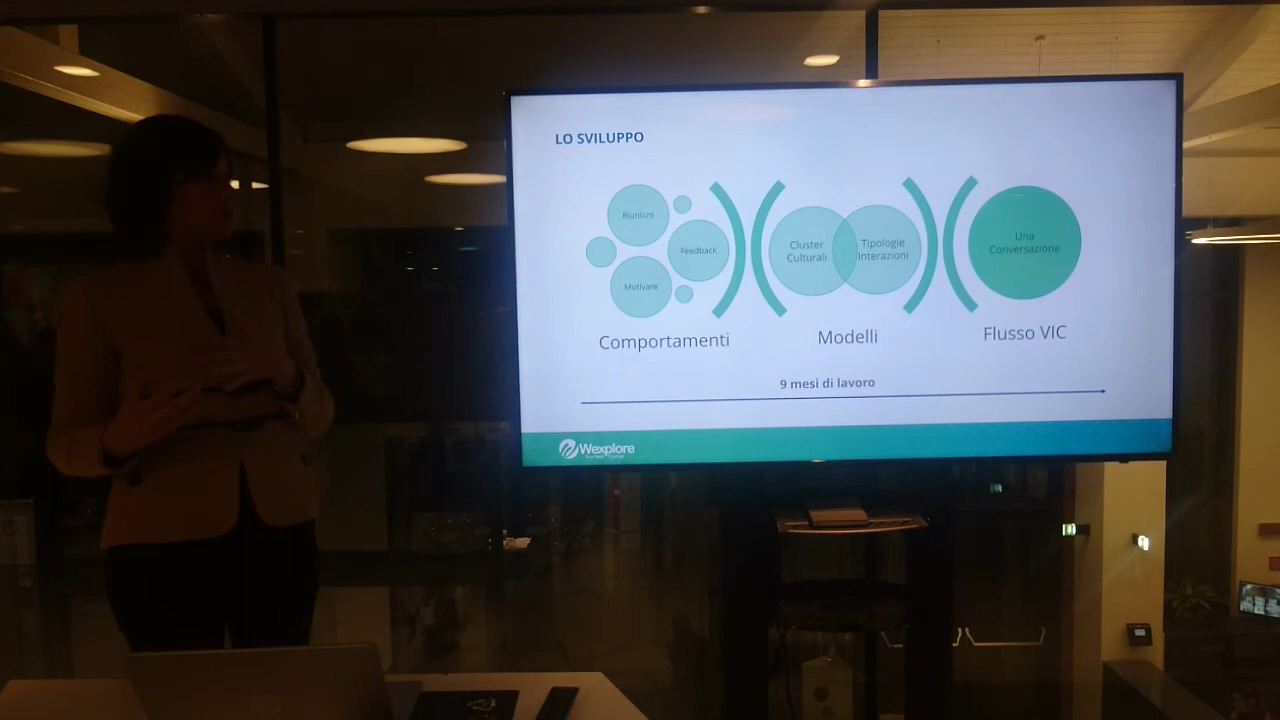 LO SVILUPPO
Riunioni
Feedback
Motivare
Cluster
Culturali
Tipologie
Interazioni
Una
Conversazione
Comportamenti
Modelli
Flusso VIC
9 mesi di lavoro
Wexplore